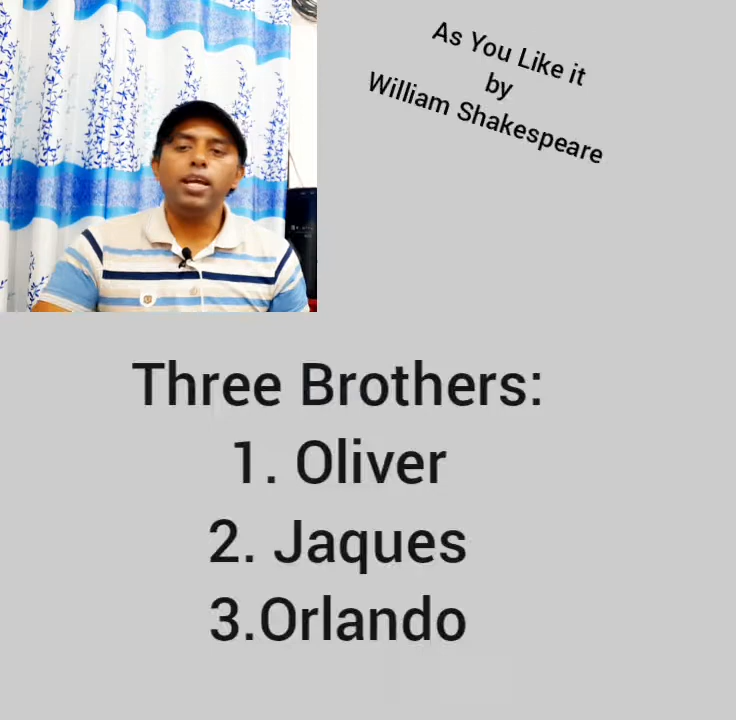 As You Like it
by
William Shakespeare
Three Brothers:
1. Oliver
2. Jaques
3.Orlando